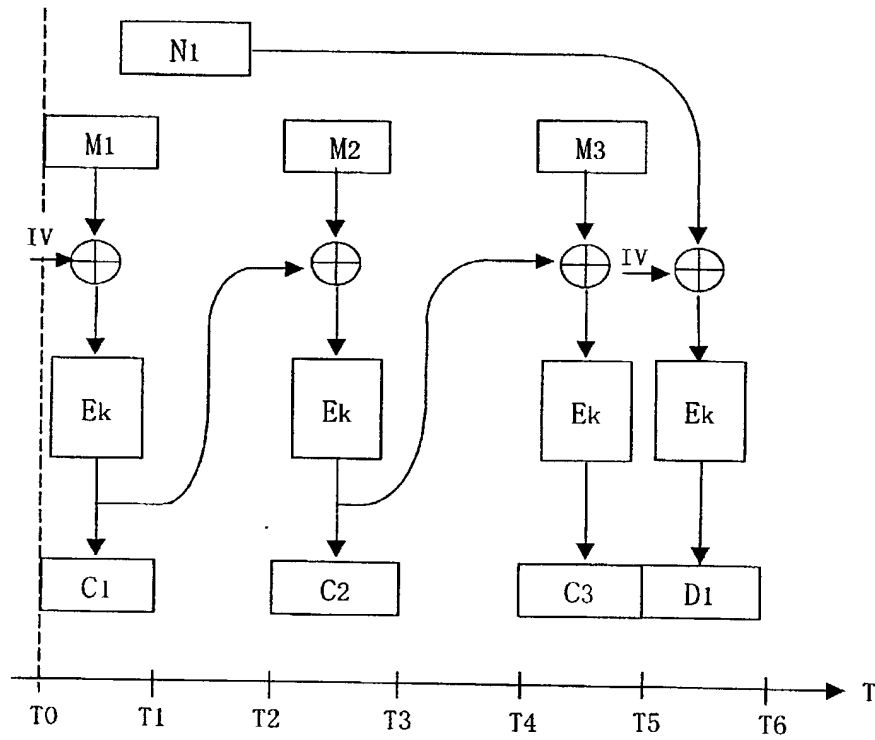 N1
M1 M2 M3
IV IV
Ek Ek Ek Ek
C1 C2 C3 D1
T
T0 T1 T2 T3 T4 T5 T6